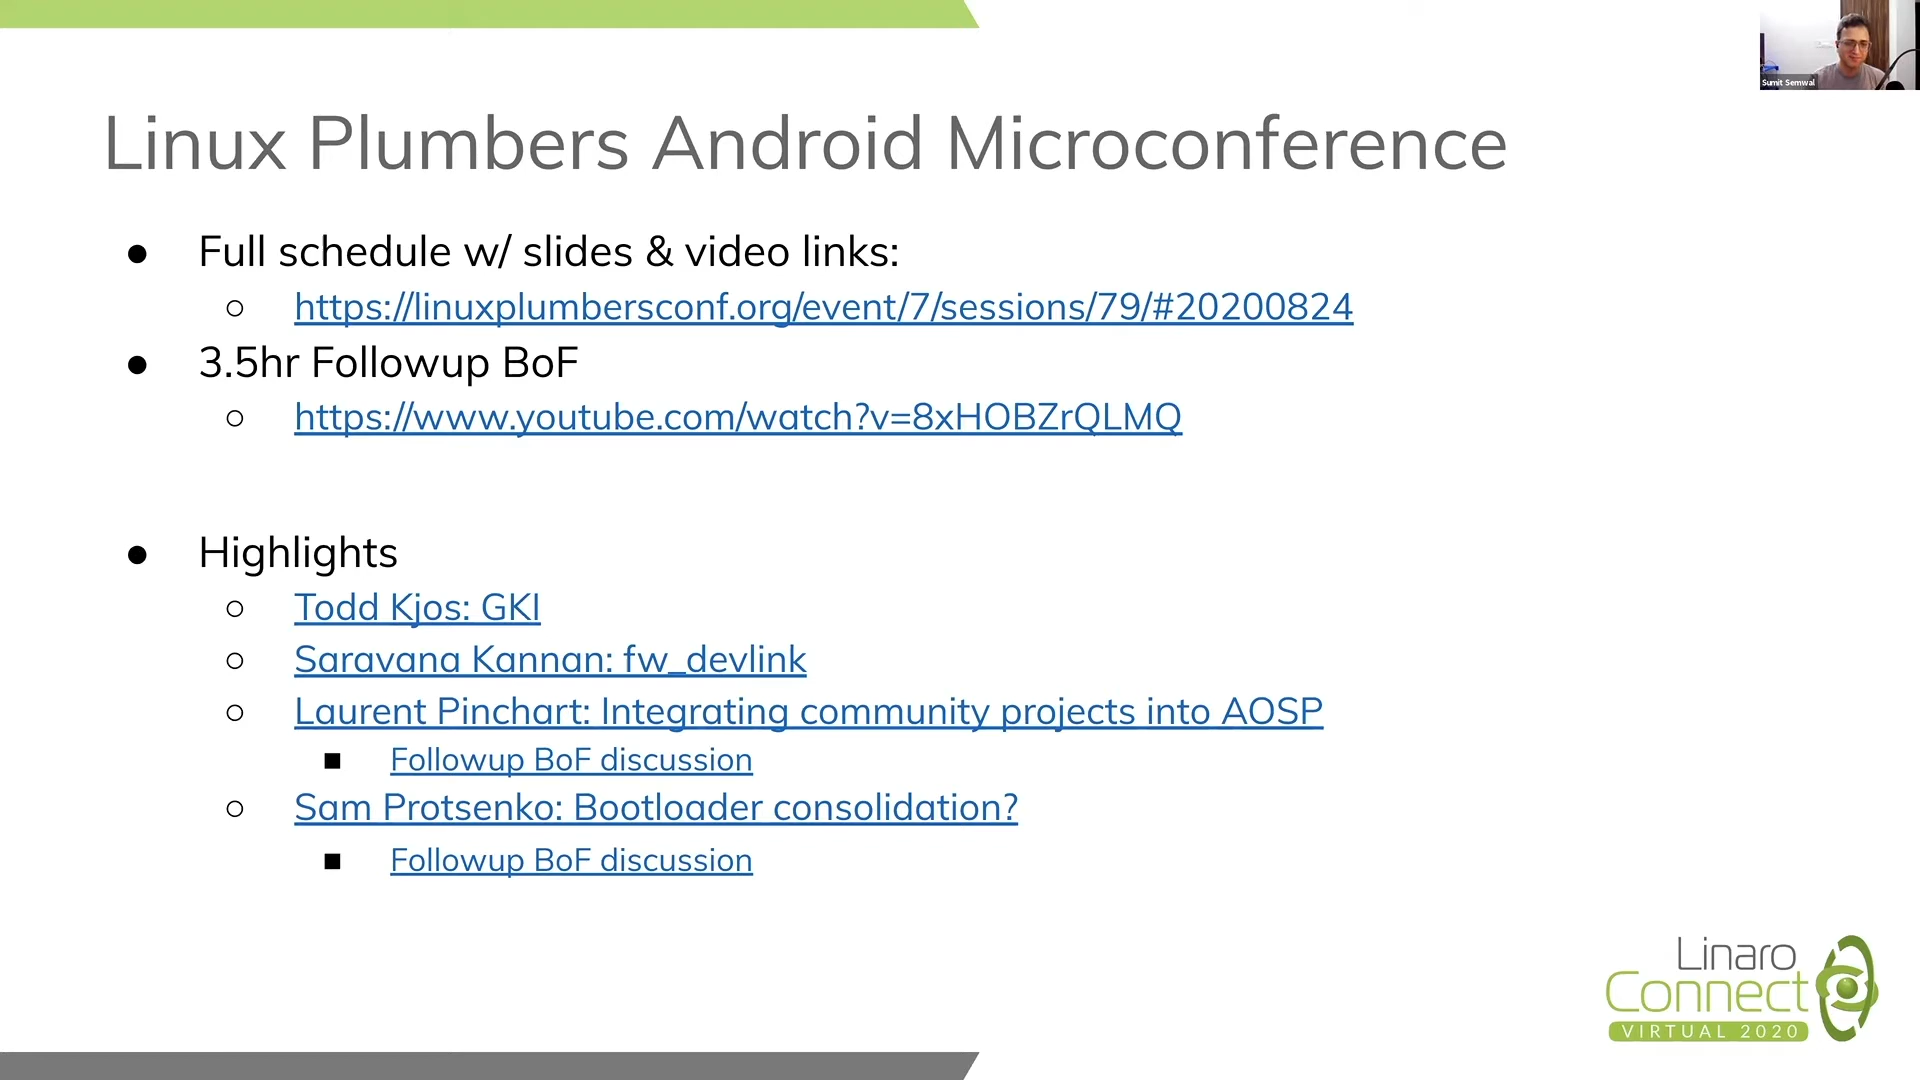 Sumit Semwal
Linux Plumbers Android Microconference
● Full schedule w/ slides & video links:
○ https://linuxplumbersconf.org/event/7/sessions/79/#20200824
● 3.5hr Followup BoF
○ https://www.youtube.com/watch?v=8xHOBZrQLMQ
● Highlights
○ Todd Kjos: GKI
○ Saravana Kannan: fw_devlink
○ Laurent Pinchart: Integrating community projects into AOSP
■ Followup BoF discussion
○ Sam Protsenko: Bootloader consolidation?
■ Followup BoF discussion
Linaro
Connect
VIRTUAL 2020